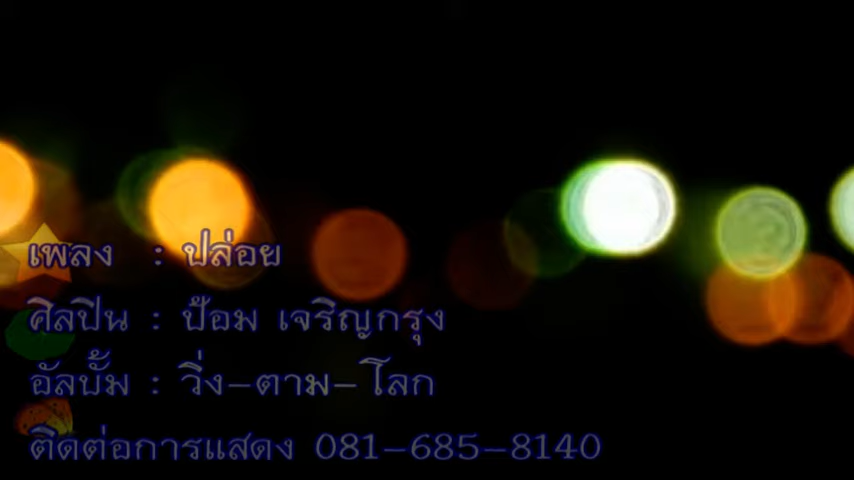 เพลง : ปล่อย
ศิลปิน : ป้อม เจริญกรุง
อัลบั้ม : วิ่ง-ตาม-โลก
ติดต่อการแสดง 081-685-8140